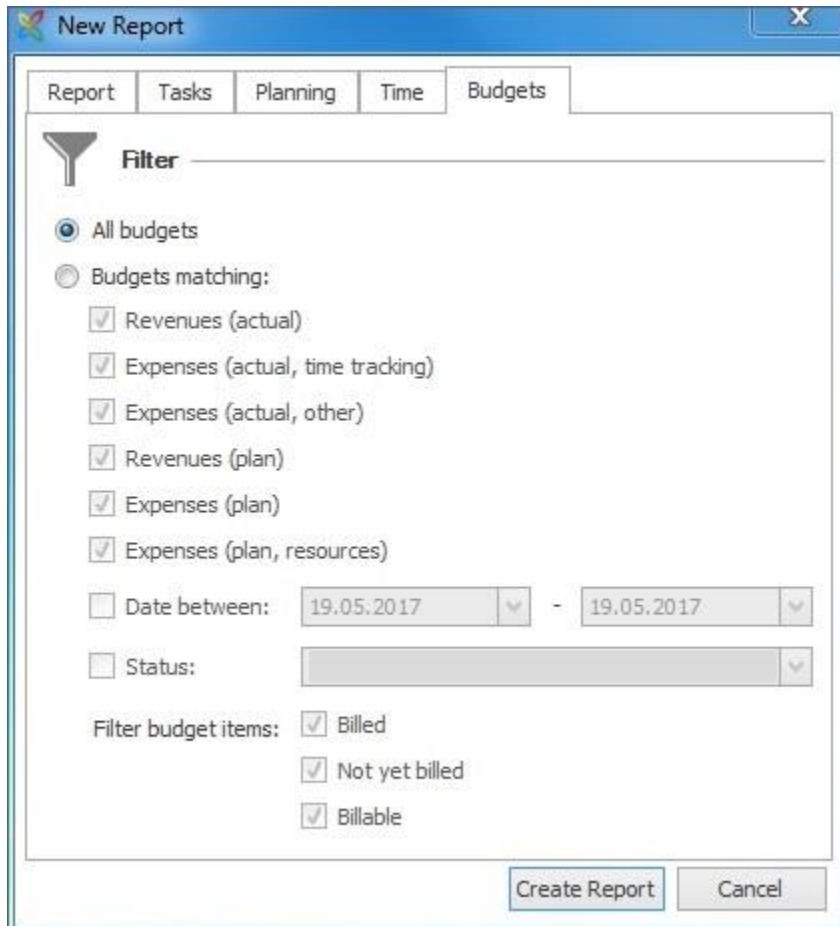 New Report
Report Tasks Planning Time Budgets
Filter
All budgets
Budgets matching:
Revenues (actual)
Expenses (actual, time tracking)
Expenses (actual, other)
Revenues (plan)
Expenses (plan)
Expenses (plan, resources)
Date between: 19.05.2017 - 19.05.2017
Status:
Filter budget items: Billed
Not yet billed
Billable
Create Report Cancel